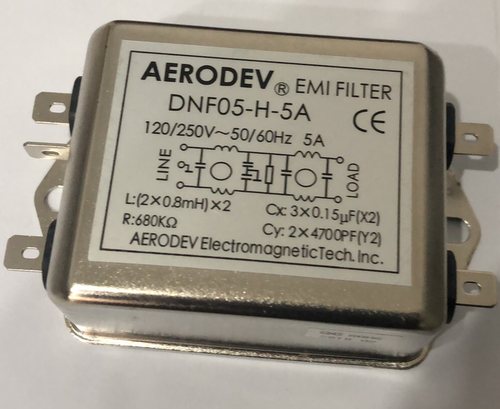 AERODEV® EMI FILTER
DNF05-H-5A
CE
120/250V~50/60Hz 5A
LINE
LOAD
L:(2×0.8mH)×2
Cx: 3×0.15μF(X2)
R:680KΩ
Cy: 2×4700PF(Y2)
AERODEV ElectromagneticTech. Inc.